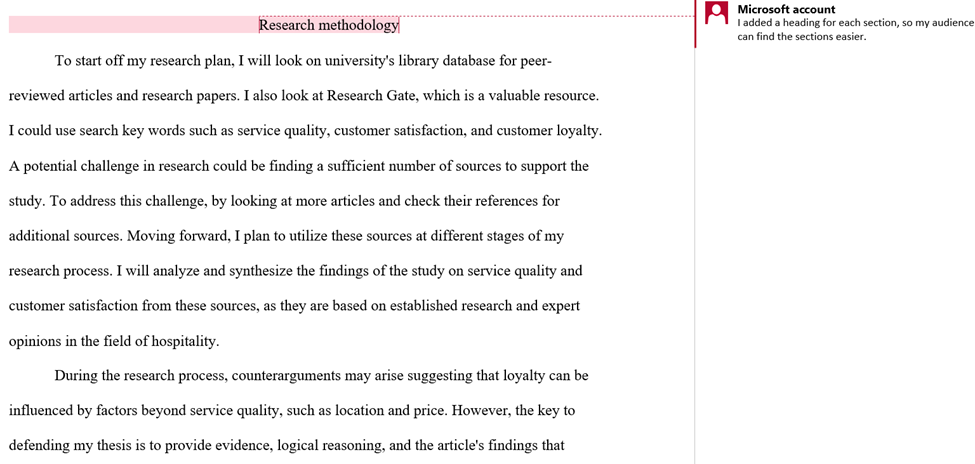 Research methodology
Microsoft account
I added a heading for each section, so my audience
can find the sections easier.
To start off my research plan, I will look on university's library database for peer-
reviewed articles and research papers. I also look at Research Gate, which is a valuable resource.
I could use search key words such as service quality, customer satisfaction, and customer loyalty.
A potential challenge in research could be finding a sufficient number of sources to support the
study. To address this challenge, by looking at more articles and check their references for
additional sources. Moving forward, I plan to utilize these sources at different stages of my
research process. I will analyze and synthesize the findings of the study on service quality and
customer satisfaction from these sources, as they are based on established research and expert
opinions in the field of hospitality.
During the research process, counterarguments may arise suggesting that loyalty can be
influenced by factors beyond service quality, such as location and price. However, the key to
defending my thesis is to provide evidence, logical reasoning, and the article's findings that